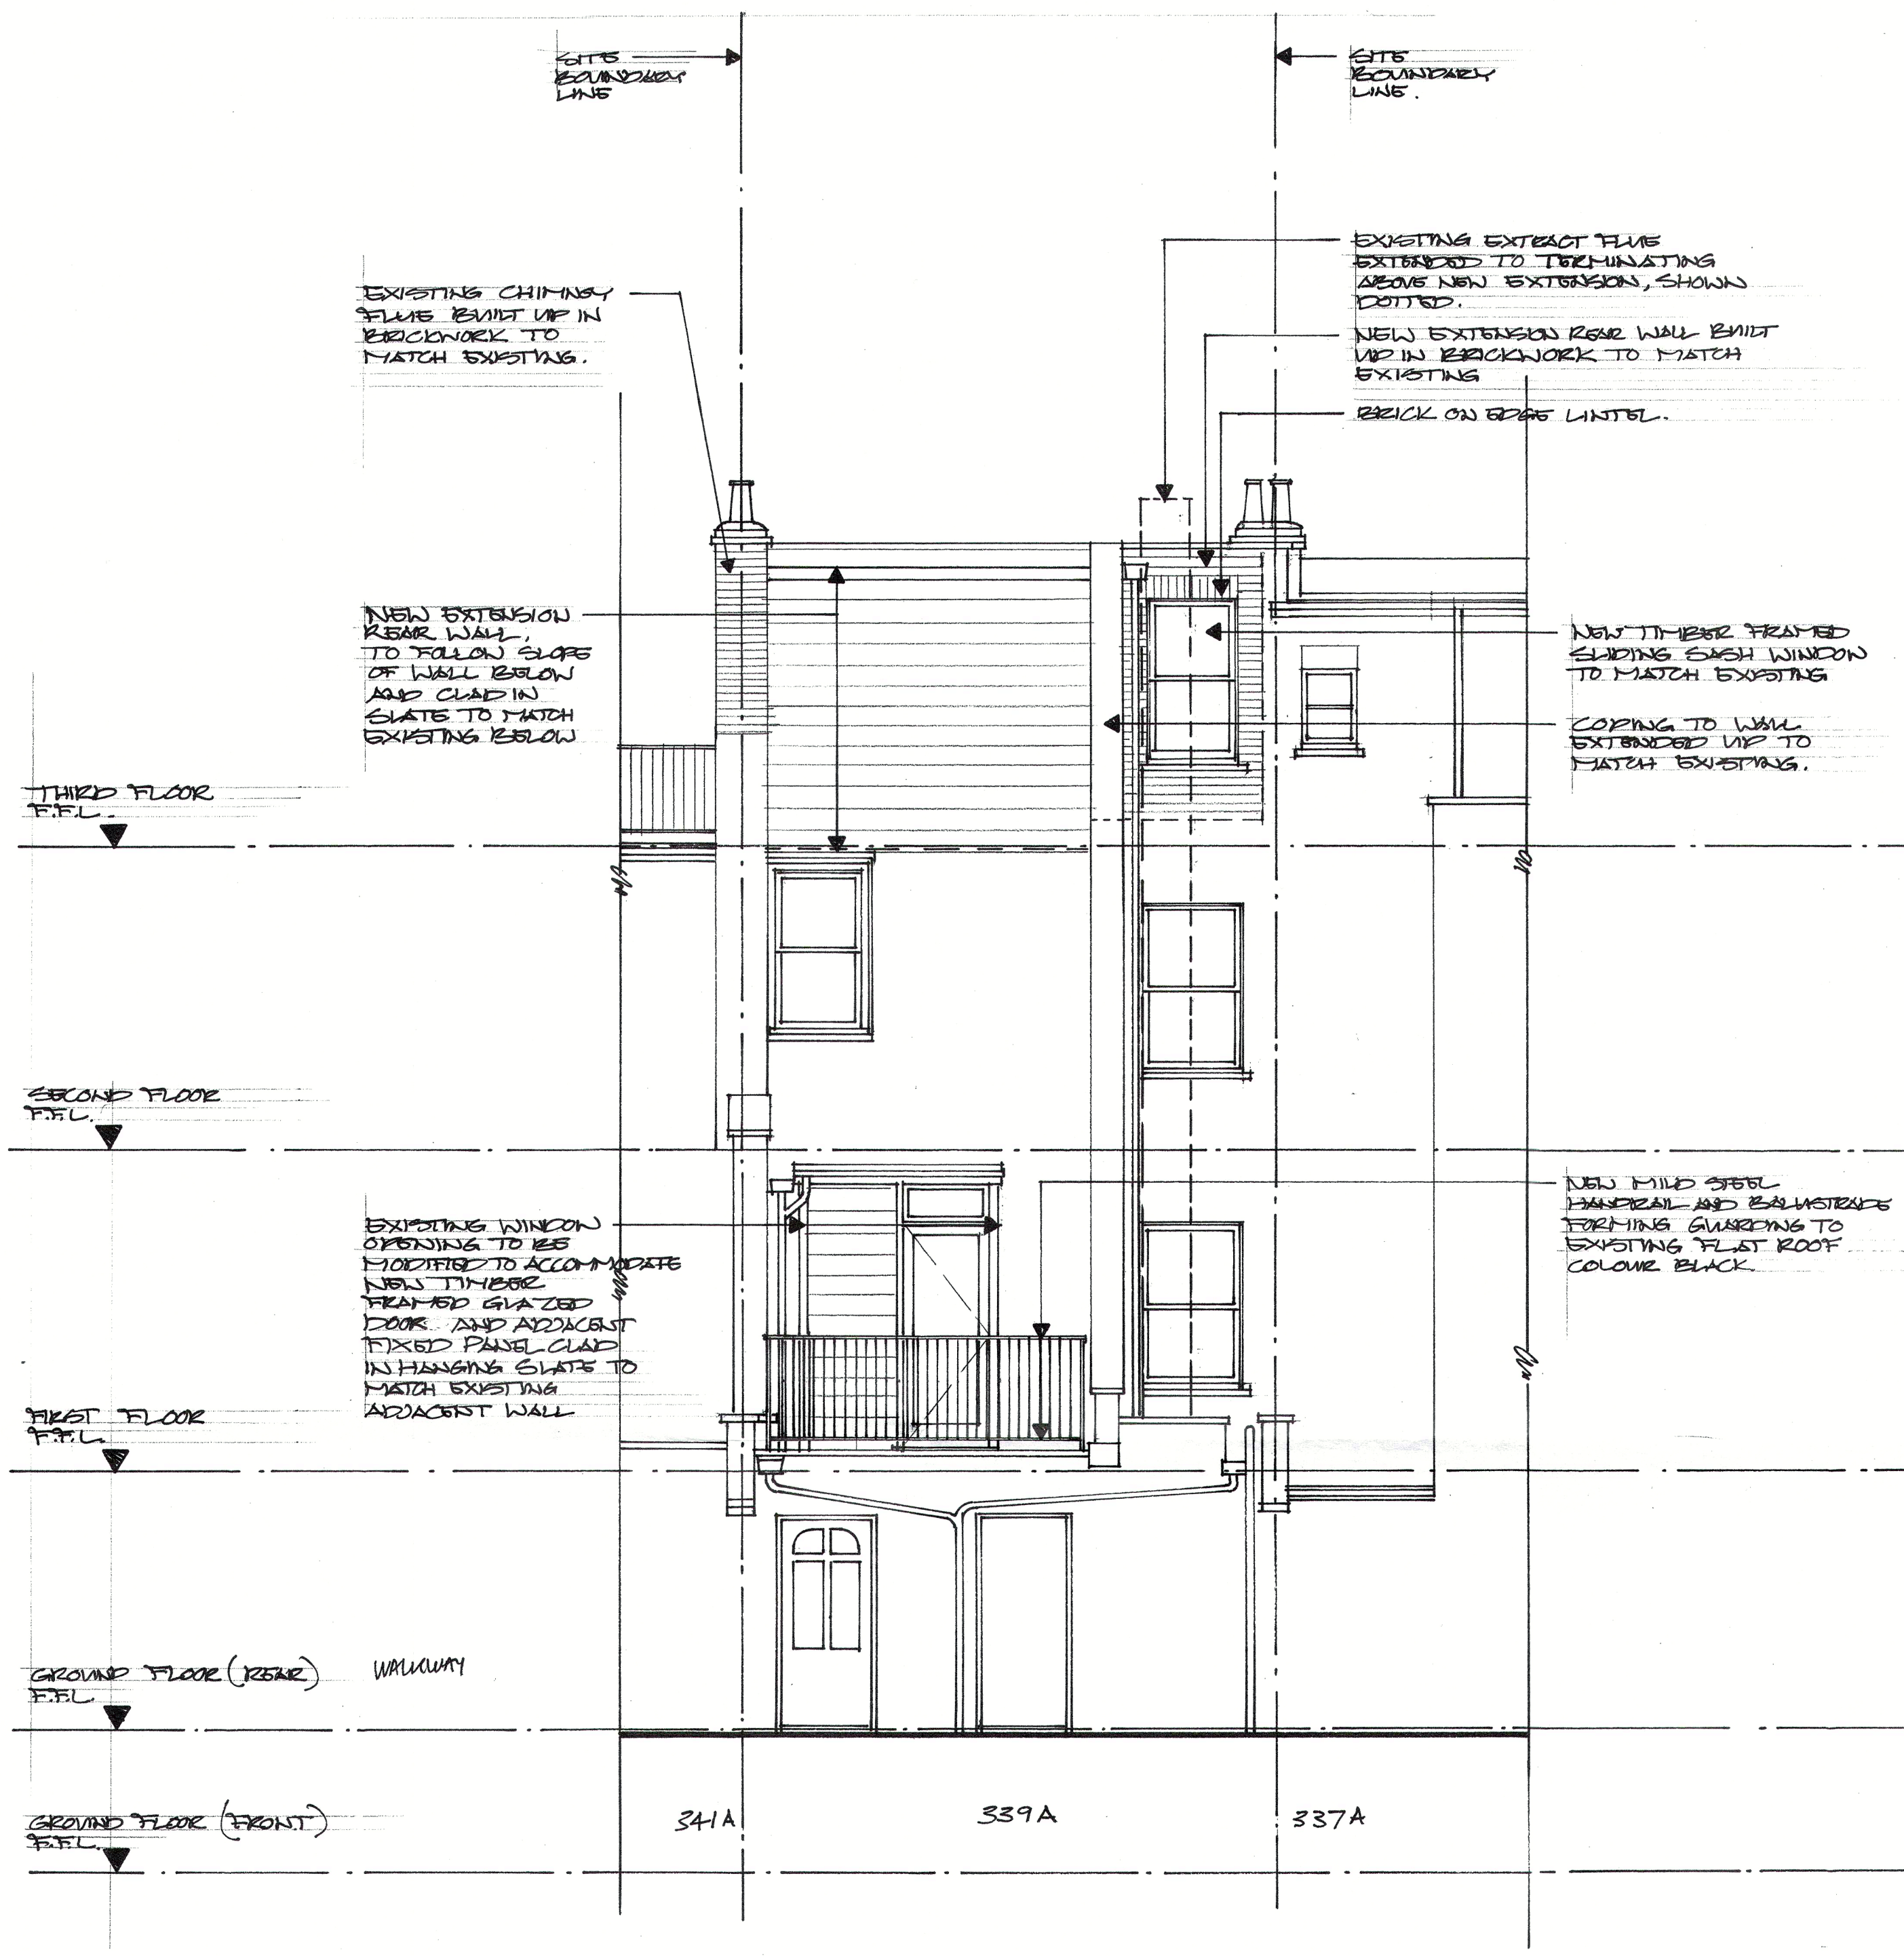 SITE
BOUNDARY
LINE
SITE
BOUNDARY
LINE.
EXISTING EXTRACT FLUE
EXTENDED TO TERMINATING
ABOVE NEW EXTENSION, SHOWN
DOTTED.
EXISTING CHIMNEY
FLUE BUILT UP IN
BRICKWORK TO
MATCH EXISTING.
NEW EXTENSION REAR WALL BUILT
UP IN BRICKWORK TO MATCH
EXISTING
BRICK ON EDGE LINTEL.
NEW EXTENSION
REAR WALL,
TO FOLLOW SLOPE
OF WALL BELOW
AND CLAD IN
SLATE TO MATCH
EXISTING BELOW
NEW TIMBER FRAMED
SLIDING SASH WINDOW
TO MATCH EXISTING
COPING TO WALL
EXTENDED UP TO
MATCH EXISTING.
THIRD FLOOR
F.F.L.
SECOND FLOOR
F.F.L.
NEW MILD STEEL
HANDRAIL AND BALUSTRADE
FORMING GUARDING TO
EXISTING FLAT ROOF
COLOUR BLACK.
EXISTING WINDOW
OPENING TO BE
MODIFIED TO ACCOMMODATE
NEW TIMBER
FRAMED GLAZED
DOOR AND ADJACENT
FIXED PANEL CLAD
IN HANGING SLATE TO
MATCH EXISTING
ADJACENT WALL
FIRST FLOOR
F.F.L.
GROUND FLOOR (REAR)
F.F.L.
WALKWAY
GROUND FLOOR (FRONT)
F.F.L.
341A
339A
337A